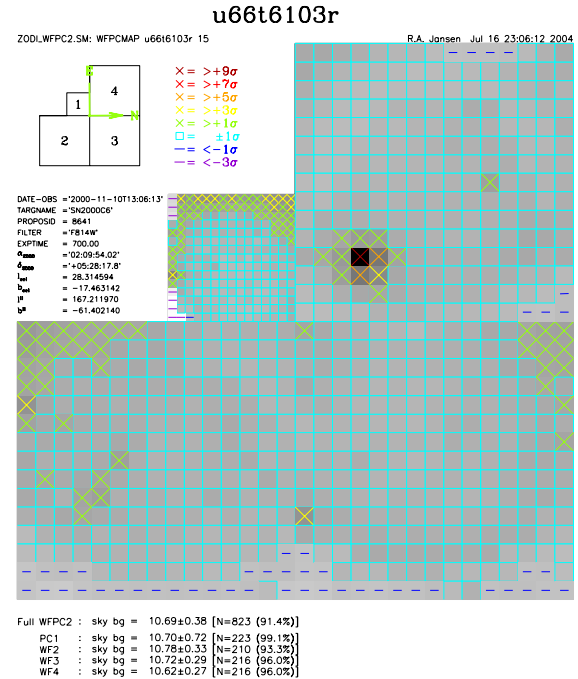 u66t6103r
ZODI_WFPC2.SM: WFPCMAP u66t6103r 15
R.A. Jansen Jul 16 23:06:12 2004
E
N
4
1
2
3
× = >+9σ
× = >+7σ
× = >+5σ
× = >+3σ
× = >+1σ
□ = ±1σ
— = <-1σ
— = <-3σ
DATE-OBS ='2000-11-10T13:06:13'
TARGNAME ='SN2000C6'
PROPOSID = 8641
FILTER ='F814W'
EXPTIME = 700.00
α ='02:09:54.02'
δ ='+05:28:17.8'
l = 28.314594
b = -17.463142
lᴵᴵ = 167.211970
bᴵᴵ = -61.402140
Full WFPC2 : sky bg = 10.69±0.38 [N=823 (91.4%)]
PC1 : sky bg = 10.70±0.72 [N=223 (99.1%)]
WF2 : sky bg = 10.78±0.33 [N=210 (93.3%)]
WF3 : sky bg = 10.72±0.29 [N=216 (96.0%)]
WF4 : sky bg = 10.62±0.27 [N=216 (96.0%)]